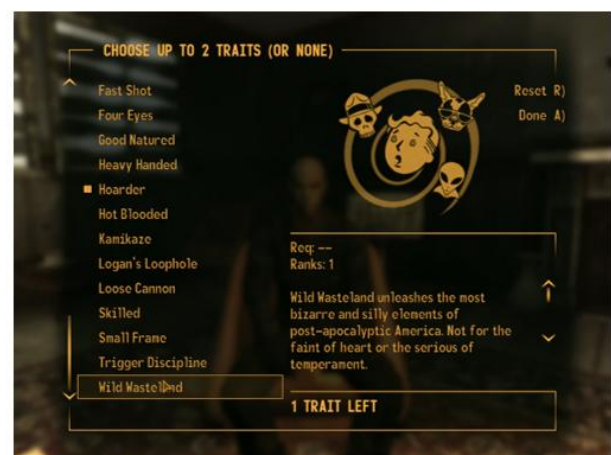 CHOOSE UP TO 2 TRAITS (OR NONE)
Fast Shot
Four Eyes
Good Natured
Heavy Handed
Hoarder
Hot Blooded
Kamikaze
Logan's Loophole
Loose Cannon
Skilled
Small Frame
Trigger Discipline
Wild Wasteland
Reset R)
Done A)
Req: --
Ranks: 1
Wild Wasteland unleashes the most
bizarre and silly elements of
post-apocalyptic America. Not for the
faint of heart or the serious of
temperament.
1 TRAIT LEFT